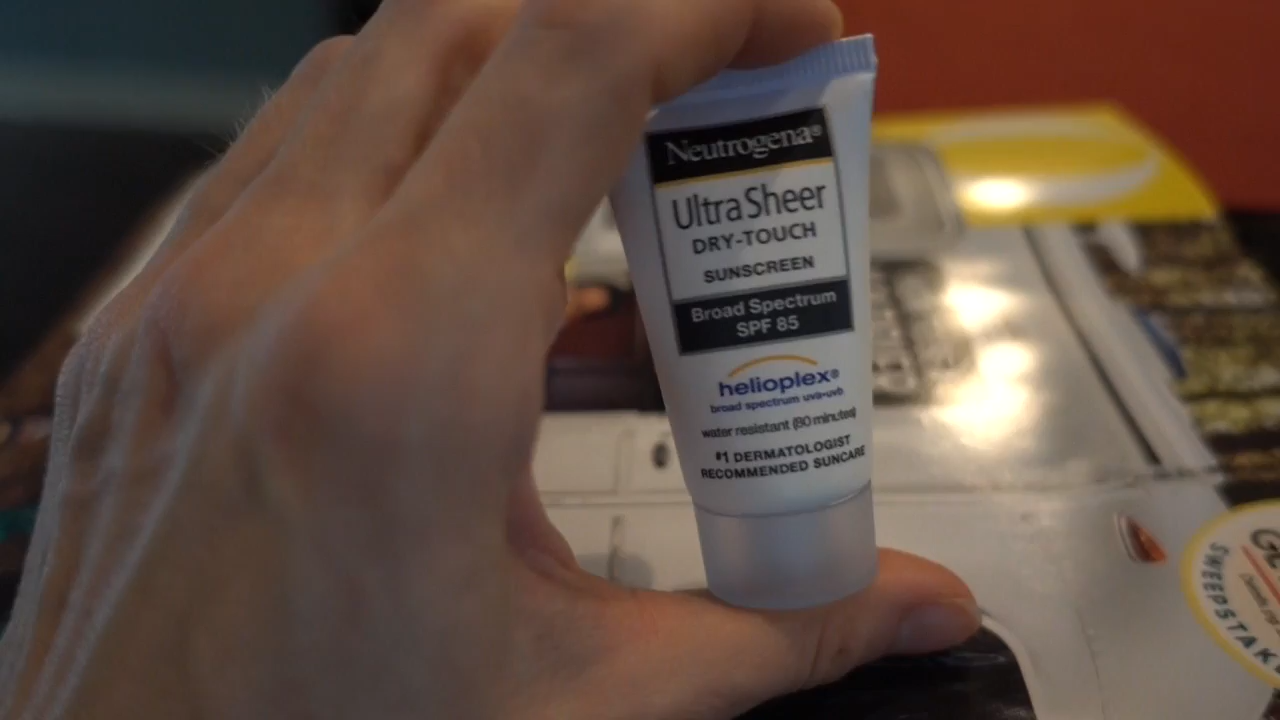 Neutrogena®
Ultra Sheer
DRY-TOUCH
SUNSCREEN
Broad Spectrum
SPF 85
helioplex®
broad spectrum uva•uvb
water resistant (80 minutes)
#1 DERMATOLOGIST
RECOMMENDED SUNCARE